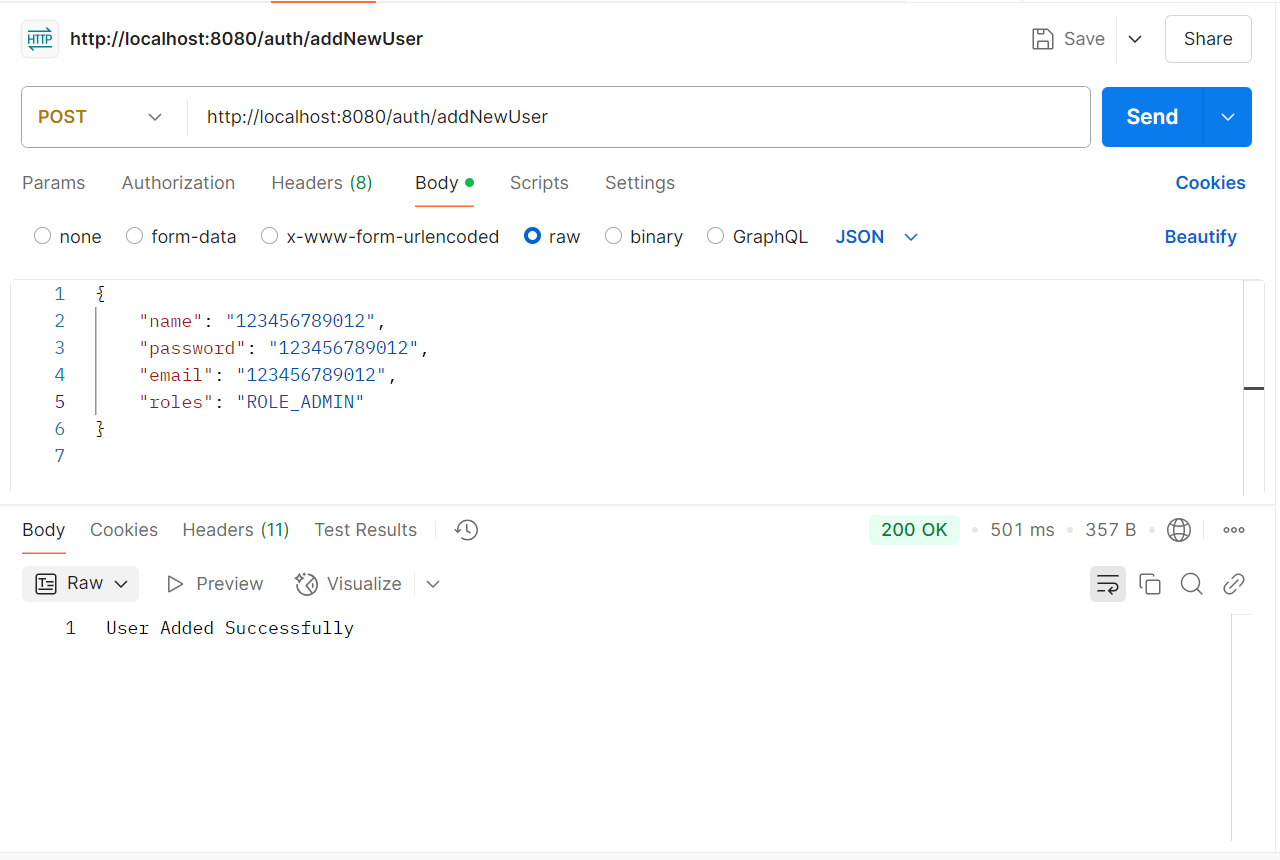 HTTP http://localhost:8080/auth/addNewUser Save Share
POST http://localhost:8080/auth/addNewUser Send
Params Authorization Headers (8) Body Scripts Settings Cookies
none form-data x-www-form-urlencoded raw binary GraphQL JSON Beautify
1 {
2 "name": "123456789012",
3 "password": "123456789012",
4 "email": "123456789012",
5 "roles": "ROLE_ADMIN"
6 }
7
Body Cookies Headers (11) Test Results 200 OK 501 ms 357 B
Raw Preview Visualize
1 User Added Successfully